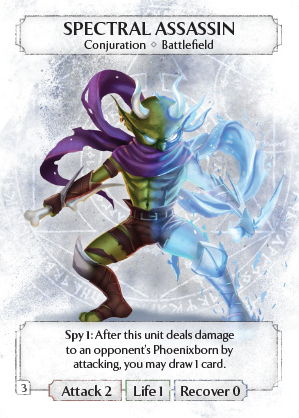 SPECTRAL ASSASSIN
Conjuration ◇ Battlefield
Spy 1: After this unit deals damage
to an opponent's Phoenixborn by
attacking, you may draw 1 card.
3
Attack 2 Life 1 Recover 0